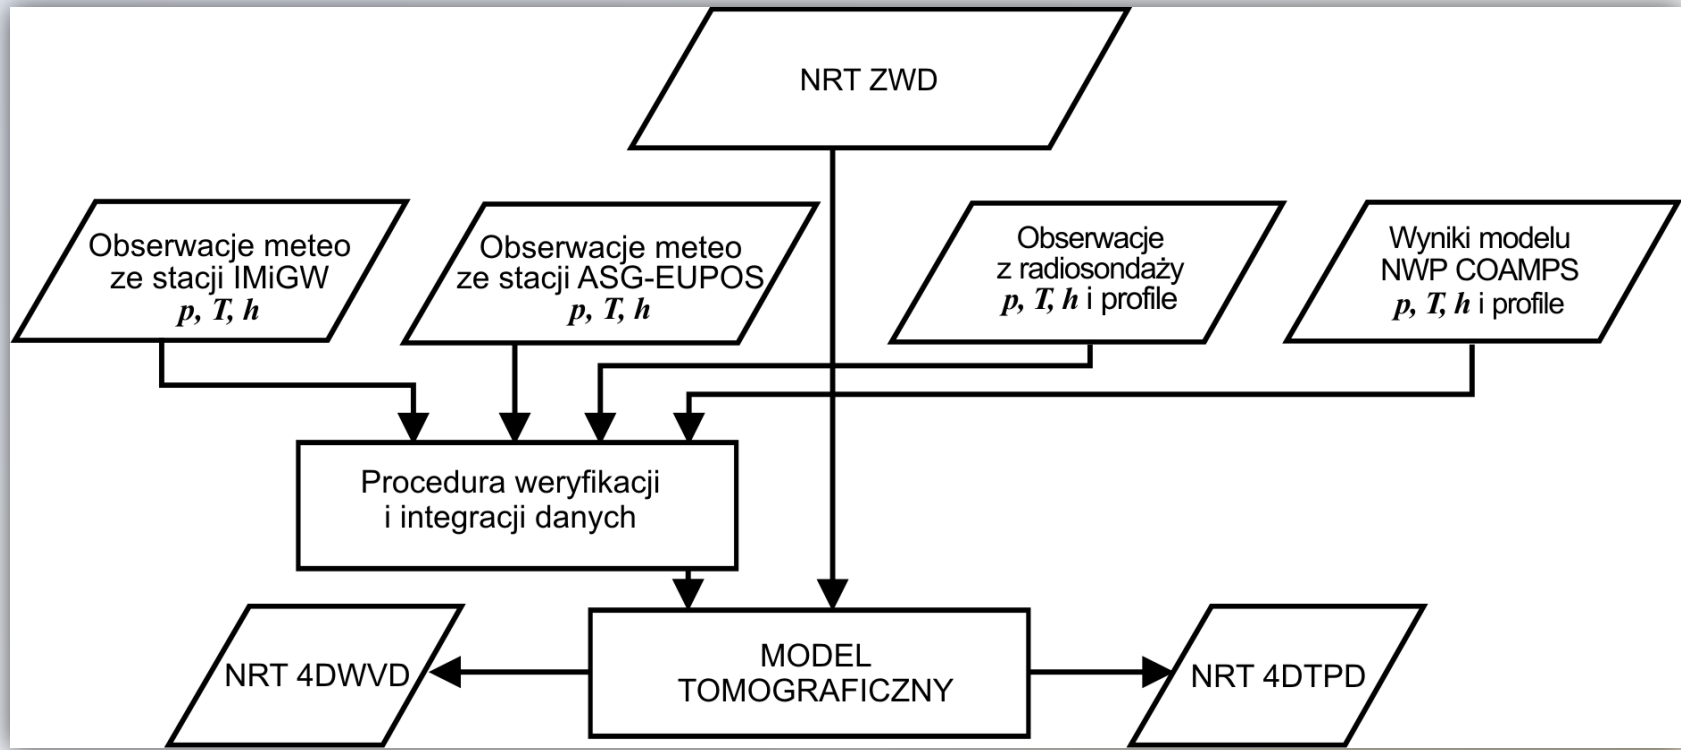 NRT ZWD
Obserwacje meteo
ze stacji IMiGW
p, T, h
Obserwacje meteo
ze stacji ASG-EUPOS
p, T, h
Obserwacje
z radiosondaży
p, T, h i profile
Wyniki modelu
NWP COAMPS
p, T, h i profile
Procedura weryfikacji
i integracji danych
NRT 4DWVD
MODEL
TOMOGRAFICZNY
NRT 4DTPD